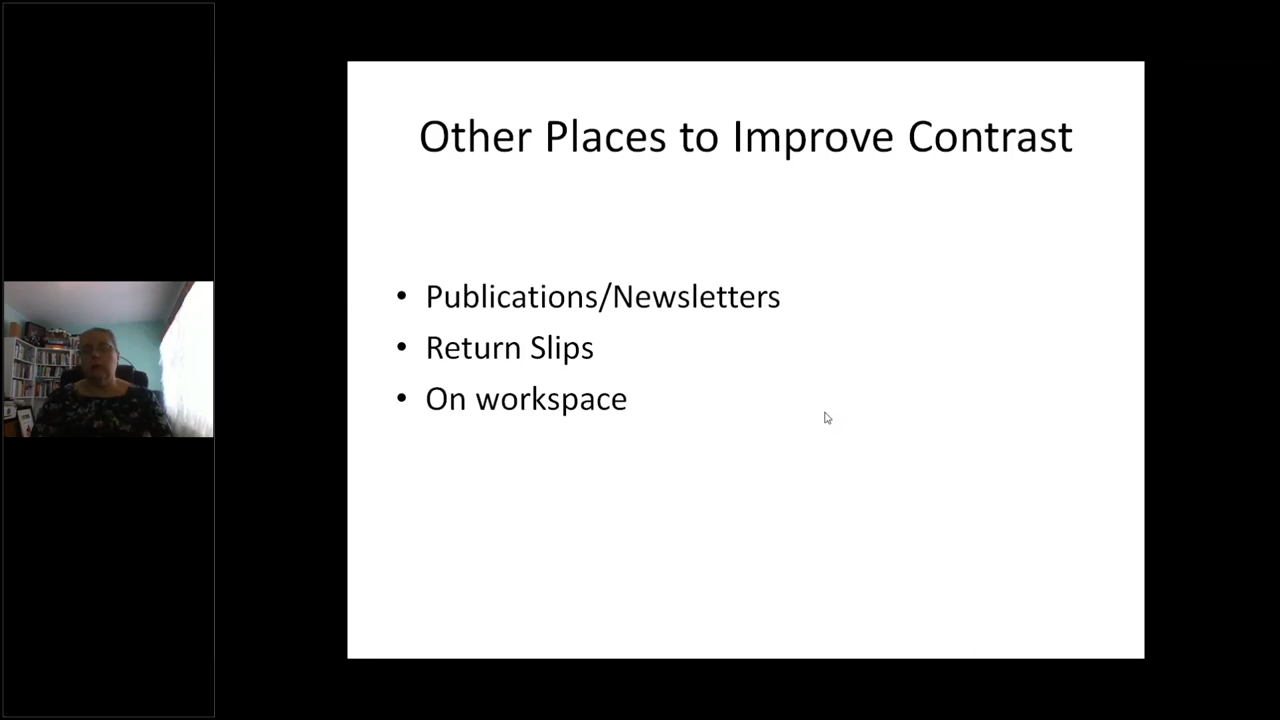 Other Places to Improve Contrast
• Publications/Newsletters
• Return Slips
• On workspace